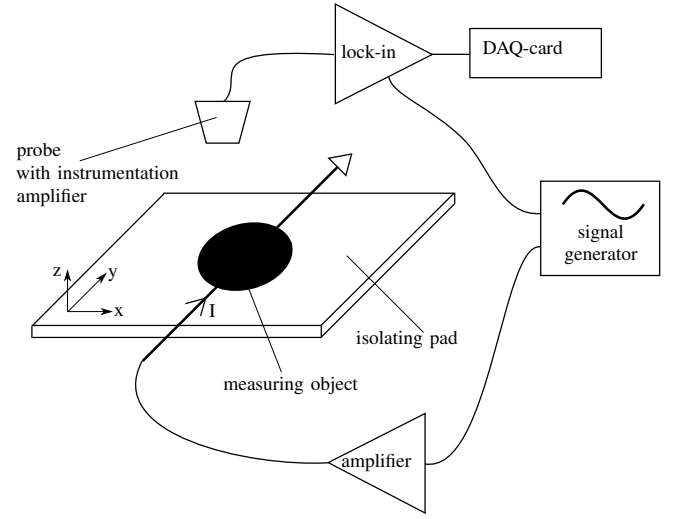 lock-in
DAQ-card
probe
with instrumentation
amplifier
signal
generator
z
y
x
I
isolating pad
measuring object
amplifier